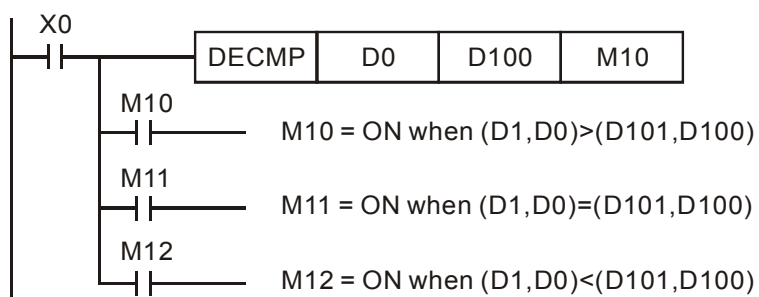 X0
DECMP D0 D100 M10
M10
M10 = ON when (D1,D0)>(D101,D100)
M11
M11 = ON when (D1,D0)=(D101,D100)
M12
M12 = ON when (D1,D0)<(D101,D100)